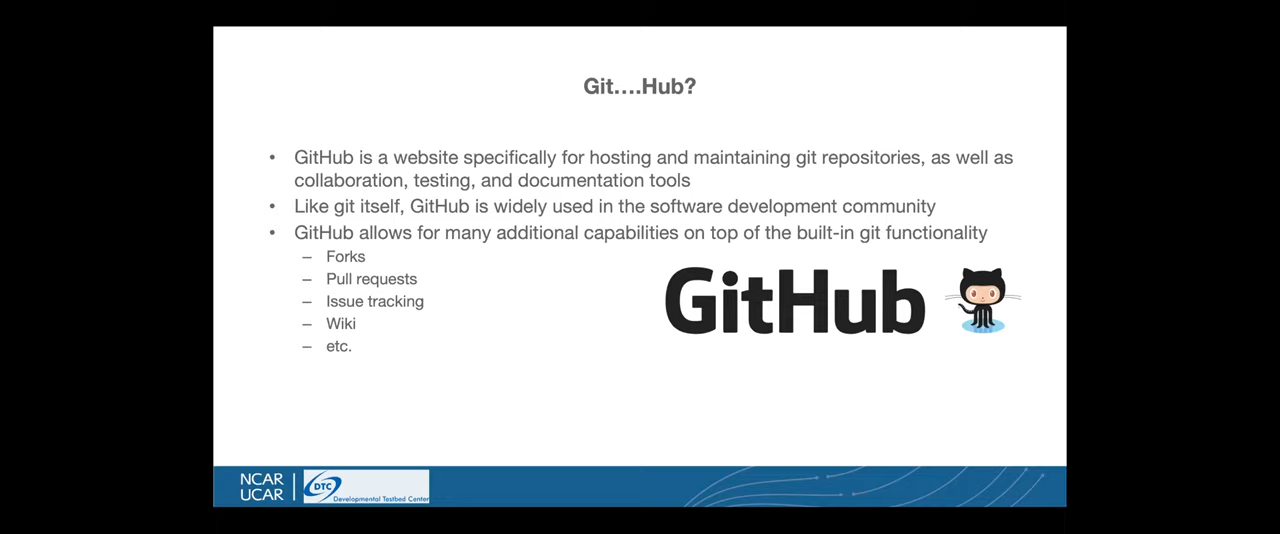 Git....Hub?
• GitHub is a website specifically for hosting and maintaining git repositories, as well as
collaboration, testing, and documentation tools
• Like git itself, GitHub is widely used in the software development community
• GitHub allows for many additional capabilities on top of the built-in git functionality
– Forks
– Pull requests
– Issue tracking
– Wiki
– etc.
GitHub
NCAR
UCAR
DTC
Developmental Testbed Center